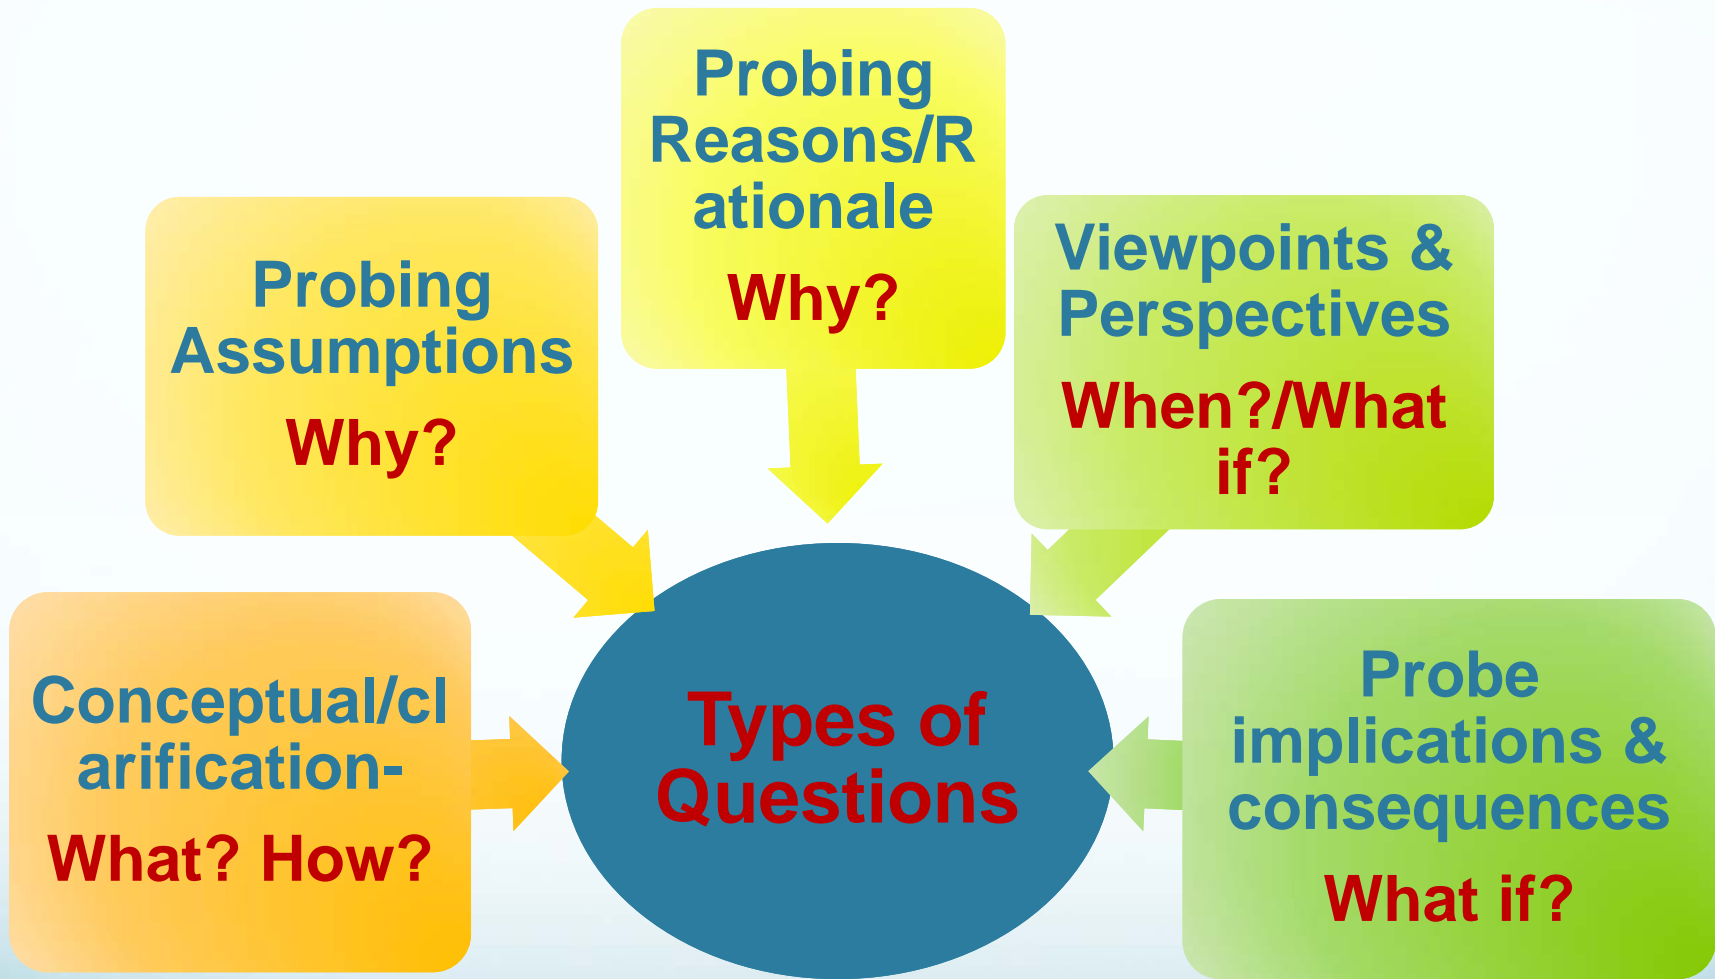 Probing
Reasons/R
ationale
Why?
Probing
Assumptions
Why?
Viewpoints &
Perspectives
When?/What
if?
Conceptual/cl
arification-
What? How?
Types of
Questions
Probe
implications &
consequences
What if?